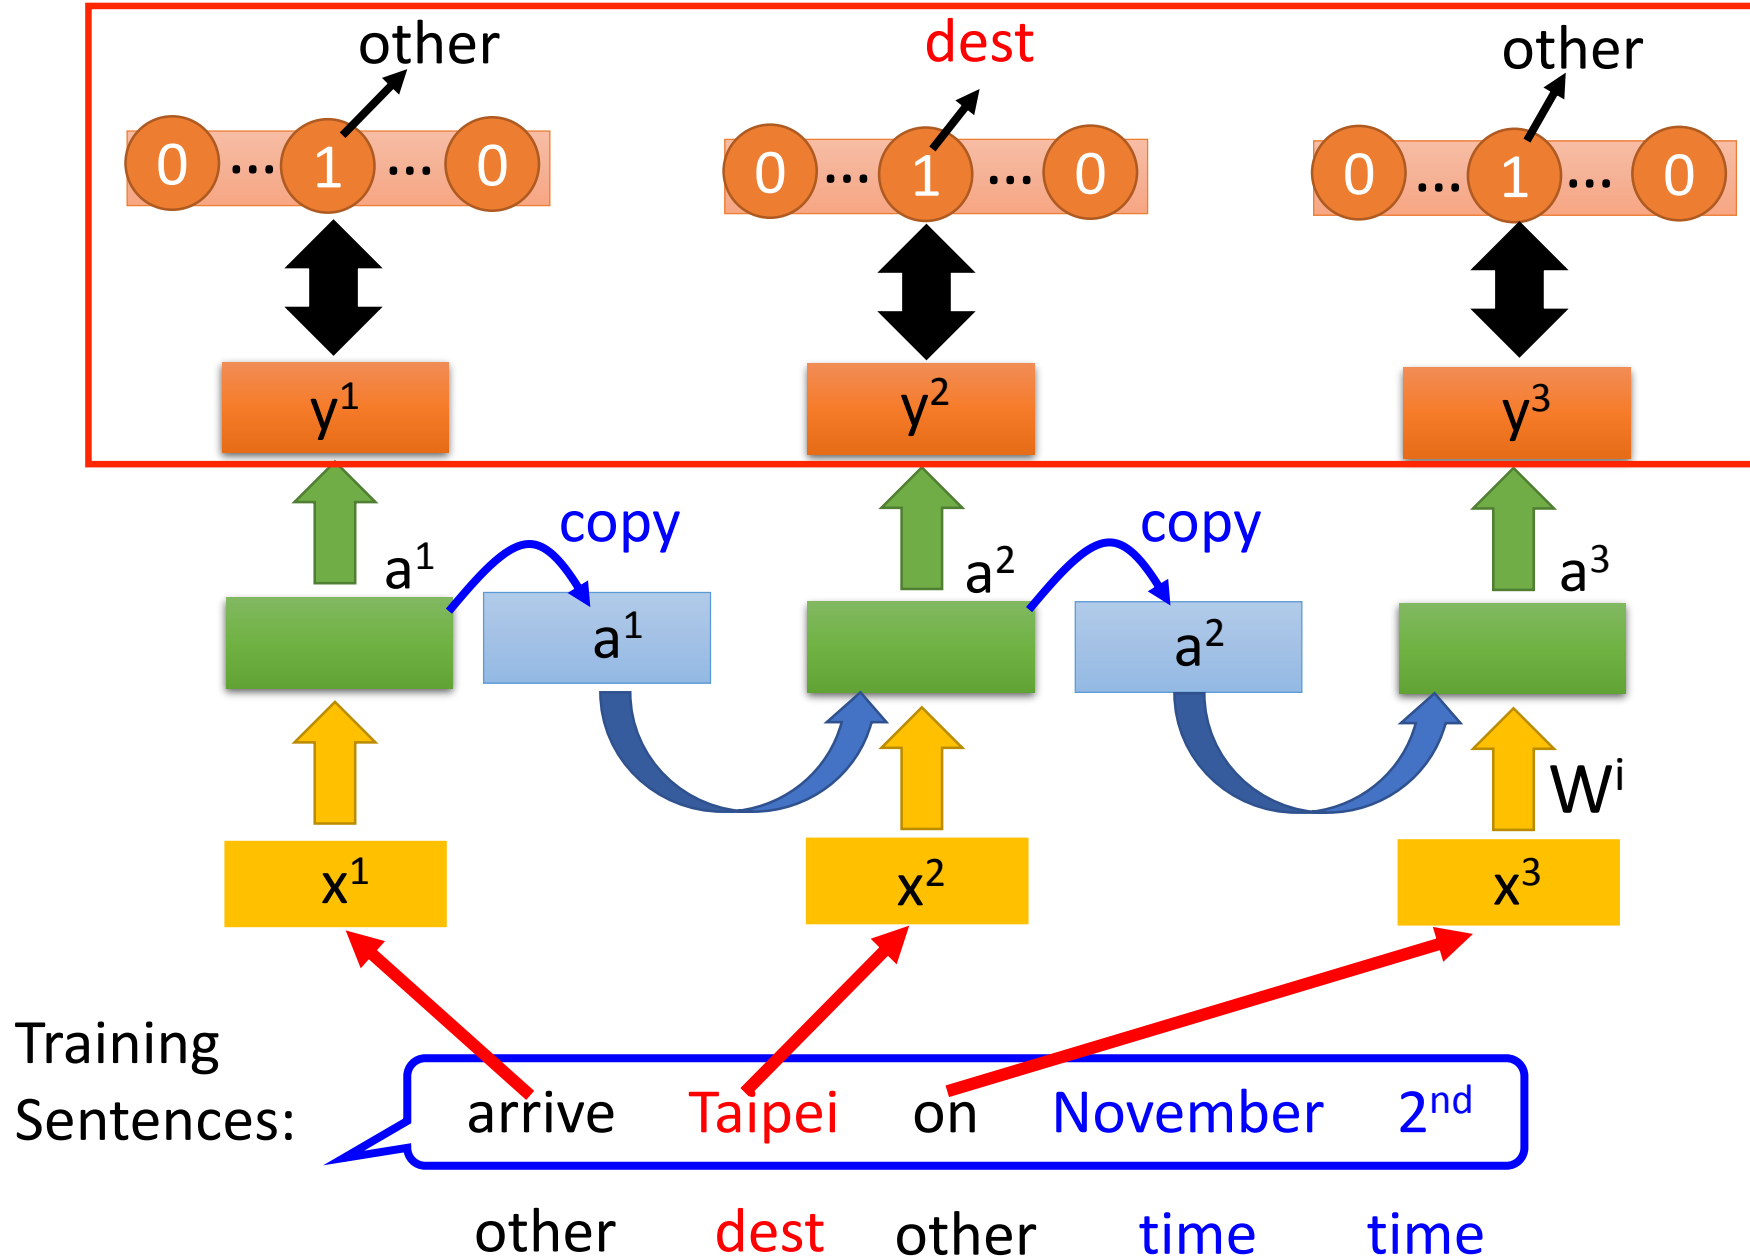 other dest other
0 ... 1 ... 0 0 ... 1 ... 0 0 ... 1 ... 0
y¹ y² y³
copy copy
a¹ a² a³
a¹ a²
Wⁱ
x¹ x² x³
Training
Sentences:
arrive Taipei on November 2ⁿᵈ
other dest other time time